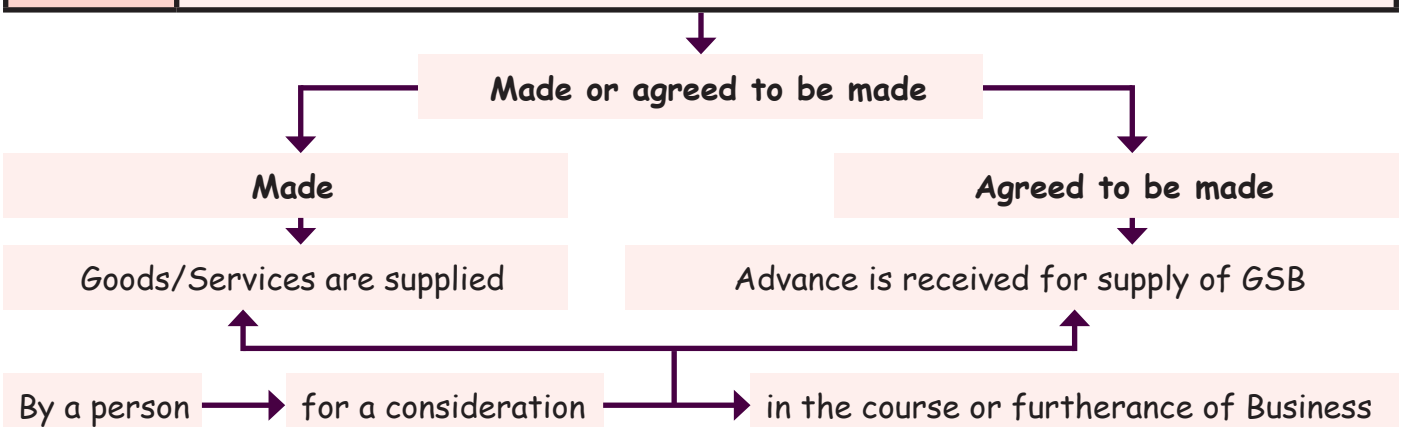 Made or agreed to be made
Made
Agreed to be made
Goods/Services are supplied
Advance is received for supply of GSB
By a person
for a consideration
in the course or furtherance of Business